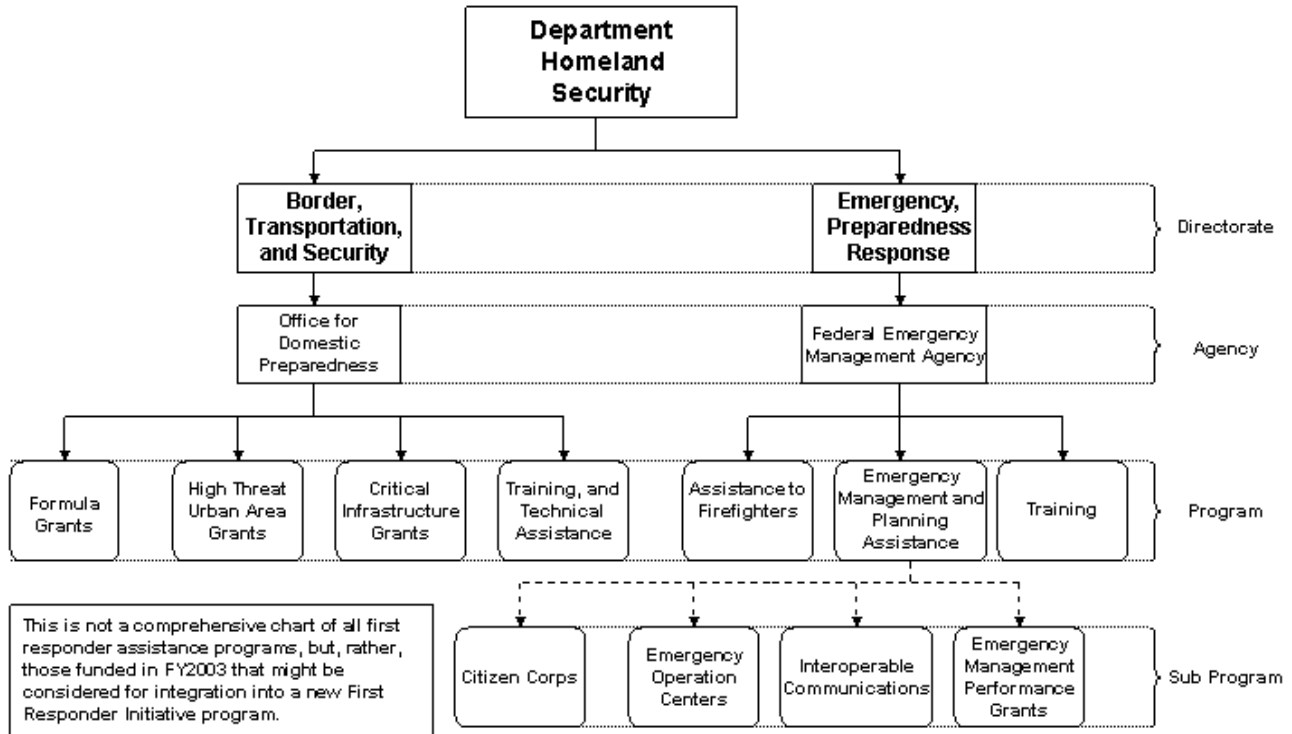 Department
Homeland
Security
Border,
Transportation,
and Security
Emergency,
Preparedness
Response
Directorate
Office for
Domestic
Preparedness
Federal Emergency
Management Agency
Agency
Formula
Grants
High Threat
Urban Area
Grants
Critical
Infrastructure
Grants
Training, and
Technical
Assistance
Assistance to
Firefighters
Emergency
Management and
Planning
Assistance
Training
Program
This is not a comprehensive chart of all first
responder assistance programs, but, rather,
those funded in FY2003 that might be
considered for integration into a new First
Responder Initiative program.
Citizen Corps
Emergency
Operation
Centers
Interoperable
Communications
Emergency
Management
Performance
Grants
Sub Program